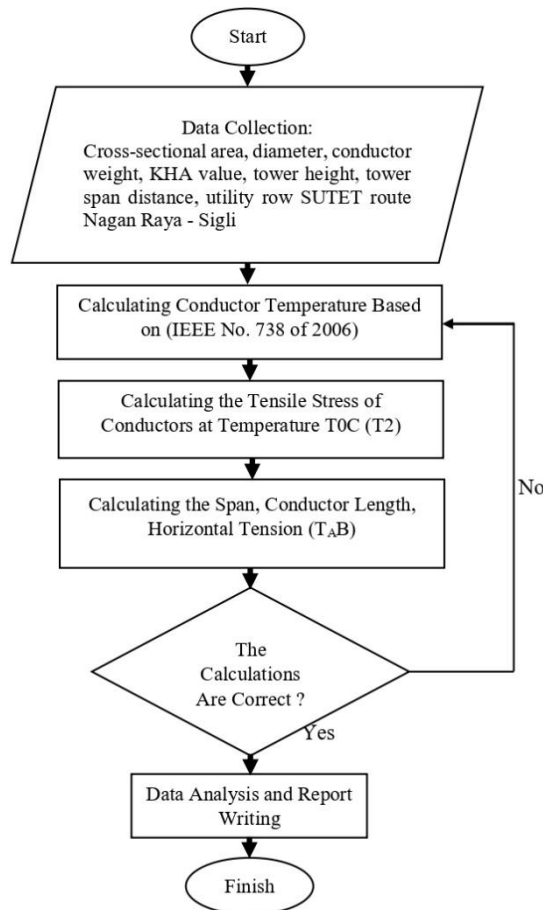 Start
Data Collection:
Cross-sectional area, diameter, conductor
weight, KHA value, tower height, tower
span distance, utility row SUTET route
Nagan Raya - Sigli
Calculating Conductor Temperature Based
on (IEEE No. 738 of 2006)
Calculating the Tensile Stress of
Conductors at Temperature T0C (T2)
Calculating the Span, Conductor Length,
Horizontal Tension (TAB)
No
The
Calculations
Are Correct ?
Yes
Data Analysis and Report
Writing
Finish